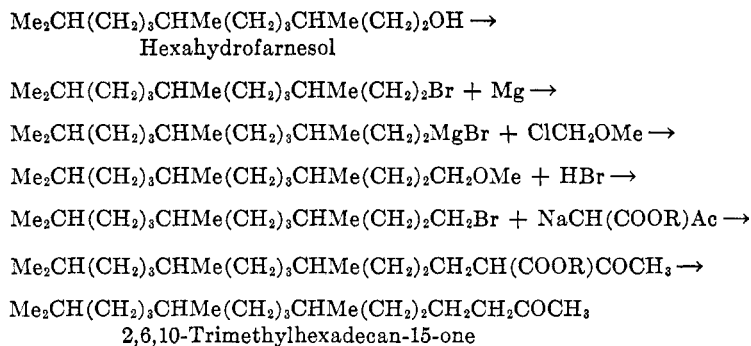 Me₂CH(CH₂)₃CHMe(CH₂)₃CHMe(CH₂)₂OH →
Hexahydrofarnesol
Me₂CH(CH₂)₃CHMe(CH₂)₃CHMe(CH₂)₂Br + Mg →
Me₂CH(CH₂)₃CHMe(CH₂)₃CHMe(CH₂)₂MgBr + ClCH₂OMe →
Me₂CH(CH₂)₃CHMe(CH₂)₃CHMe(CH₂)₂CH₂OMe + HBr →
Me₂CH(CH₂)₃CHMe(CH₂)₃CHMe(CH₂)₂CH₂Br + NaCH(COOR)Ac →
Me₂CH(CH₂)₃CHMe(CH₂)₃CHMe(CH₂)₂CH₂CH(COOR)COCH₃ →
Me₂CH(CH₂)₃CHMe(CH₂)₃CHMe(CH₂)₂CH₂CH₂COCH₃
2,6,10-Trimethylhexadecan-15-one